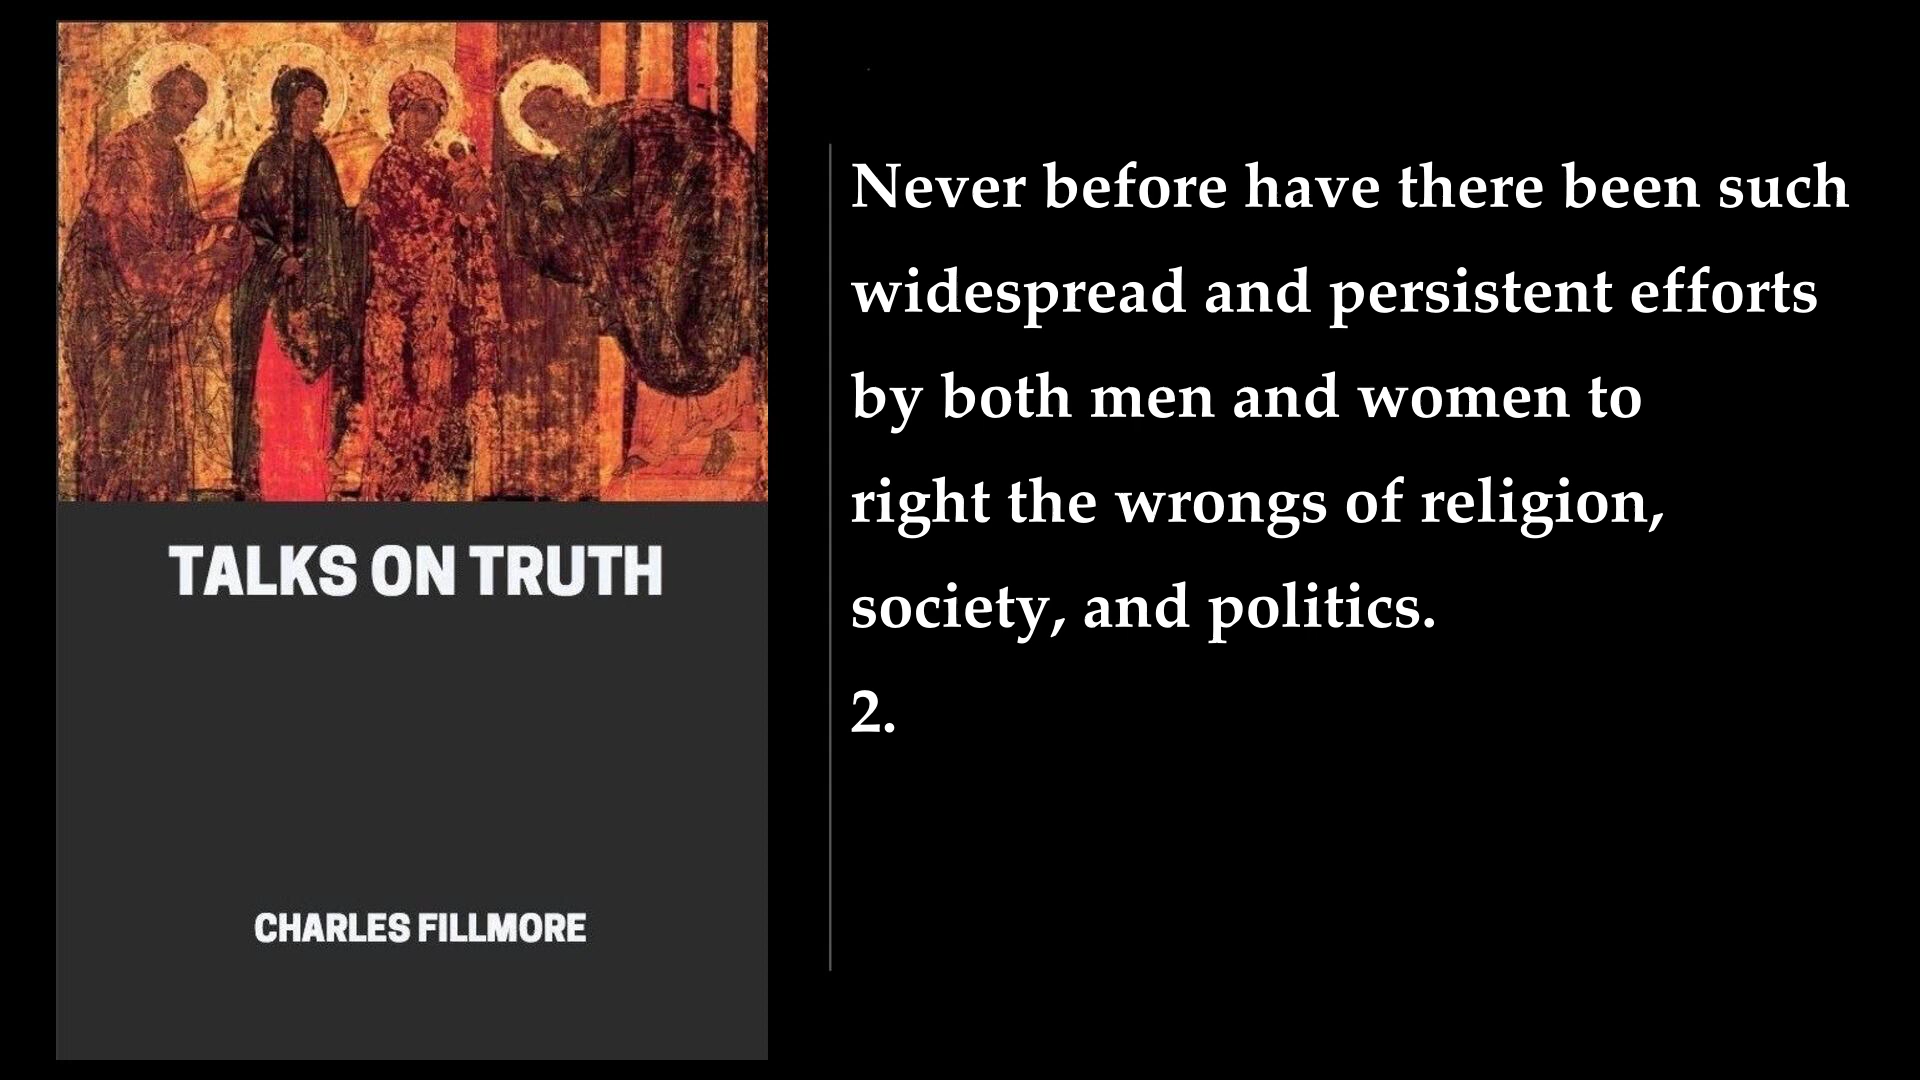 TALKS ON TRUTH
CHARLES FILLMORE
Never before have there been such
widespread and persistent efforts
by both men and women to
right the wrongs of religion,
society, and politics.
2.